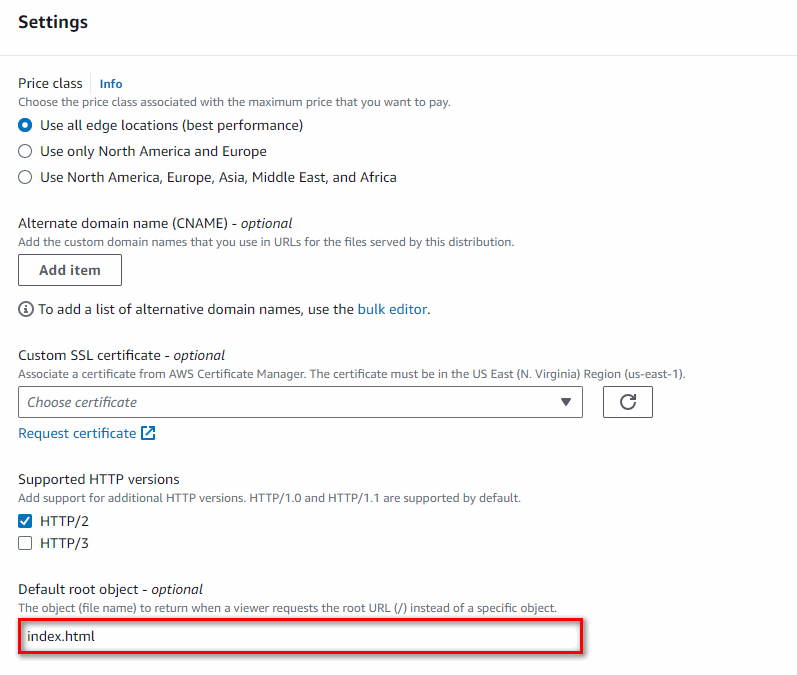 Settings
Price class Info
Choose the price class associated with the maximum price that you want to pay.
Use all edge locations (best performance)
Use only North America and Europe
Use North America, Europe, Asia, Middle East, and Africa
Alternate domain name (CNAME) - optional
Add the custom domain names that you use in URLs for the files served by this distribution.
Add item
To add a list of alternative domain names, use the bulk editor.
Custom SSL certificate - optional
Associate a certificate from AWS Certificate Manager. The certificate must be in the US East (N. Virginia) Region (us-east-1).
Choose certificate
Request certificate
Supported HTTP versions
Add support for additional HTTP versions. HTTP/1.0 and HTTP/1.1 are supported by default.
HTTP/2
HTTP/3
Default root object - optional
The object (file name) to return when a viewer requests the root URL (/) instead of a specific object.
index.html